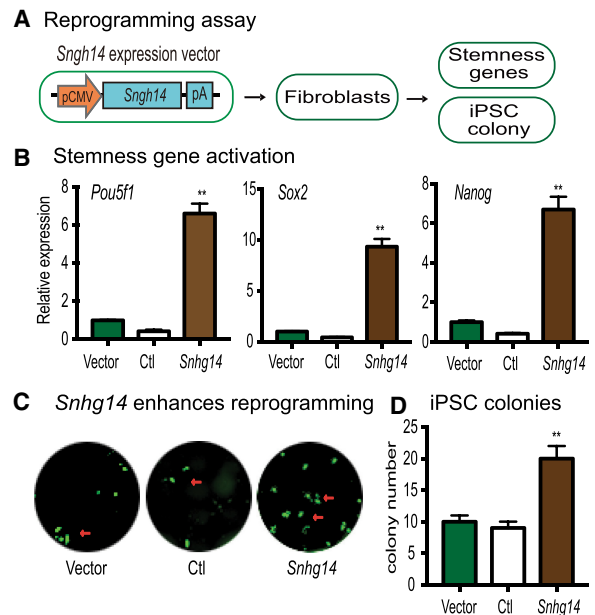 A Reprogramming assay
Sngh14 expression vector
pCMV Sngh14 pA
Fibroblasts
Stemness
genes
iPSC
colony
B Stemness gene activation
Relative expression
8
6
4
2
0
Pou5f1
**
Vector Ctl Snhg14
15
10
5
0
Sox2
**
Vector Ctl Snhg14
8
6
4
2
0
Nanog
**
Vector Ctl Snhg14
C Snhg14 enhances reprogramming
Vector Ctl Snhg14
D iPSC colonies
colony number
25
20
15
10
5
0
**
Vector Ctl Snhg14